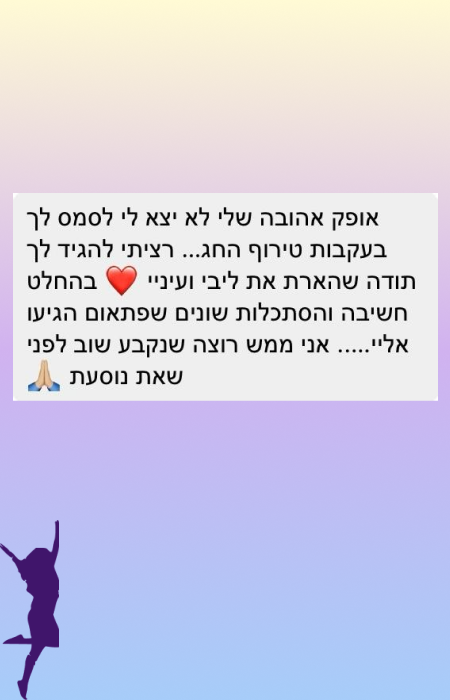 אופק אהובה שלי לא יצא לי לסמס לך
בעקבות טירוף החג... רציתי להגיד לך
תודה שהארת את ליבי ועיניי ❤️ בהחלט
חשיבה והסתכלות שונים שפתאום הגיעו
אליי..... אני ממש רוצה שנקבע שוב לפני
שאת נוסעת 🙏🏼